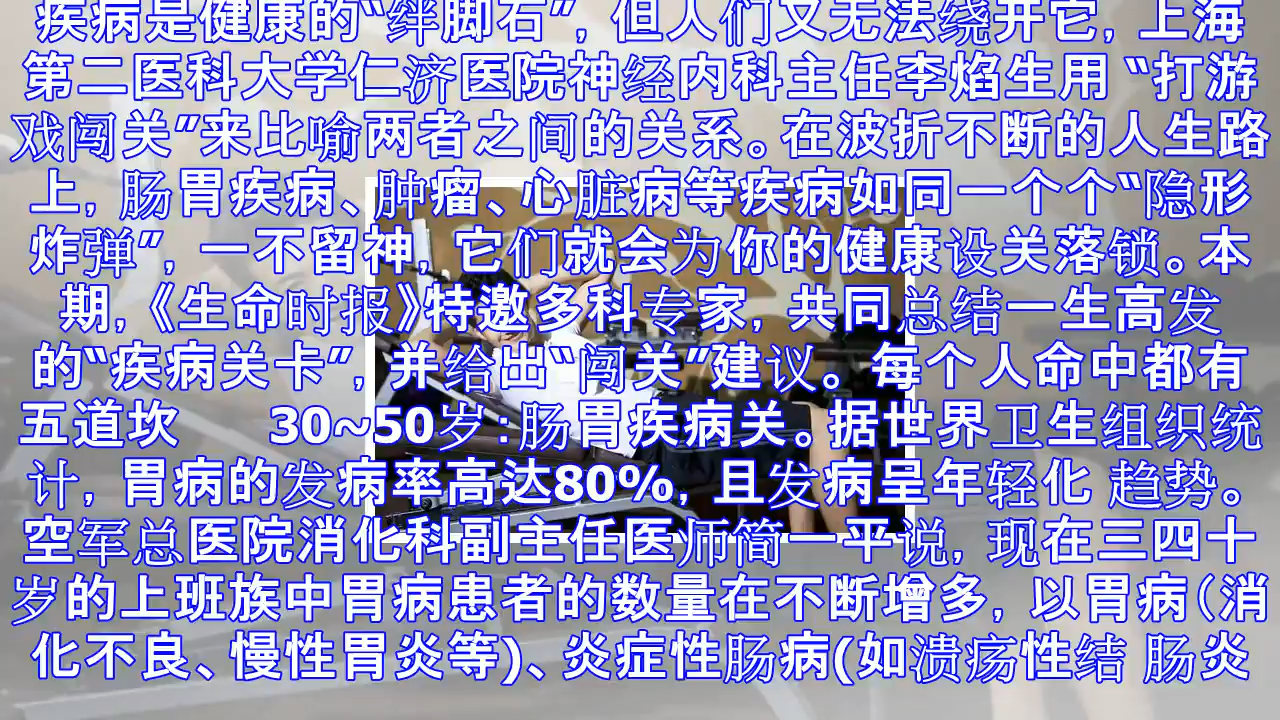 疾病是健康的“绊脚石”，但人们又无法绕开它，上海
第二医科大学仁济医院神经内科主任李焰生用 “打游
戏闯关”来比喻两者之间的关系。在波折不断的人生路
上，肠胃疾病、肿瘤、心脏病等疾病如同一个个“隐形
炸弹”，一不留神，它们就会为你的健康设关落锁。本
期，《生命时报》特邀多科专家，共同总结一生高发
的“疾病关卡”，并给出“闯关”建议。 每个人命中都有
五道坎　 30~50岁：肠胃疾病关。据世界卫生组织统
计，胃病的发病率高达80%，且发病呈年轻化 趋势。
空军总医院消化科副主任医师简一平说，现在三四十
岁的上班族中胃病患者的数量在不断增多，以胃病（消
化不良、慢性胃炎等)、炎症性肠病(如溃疡性结 肠炎